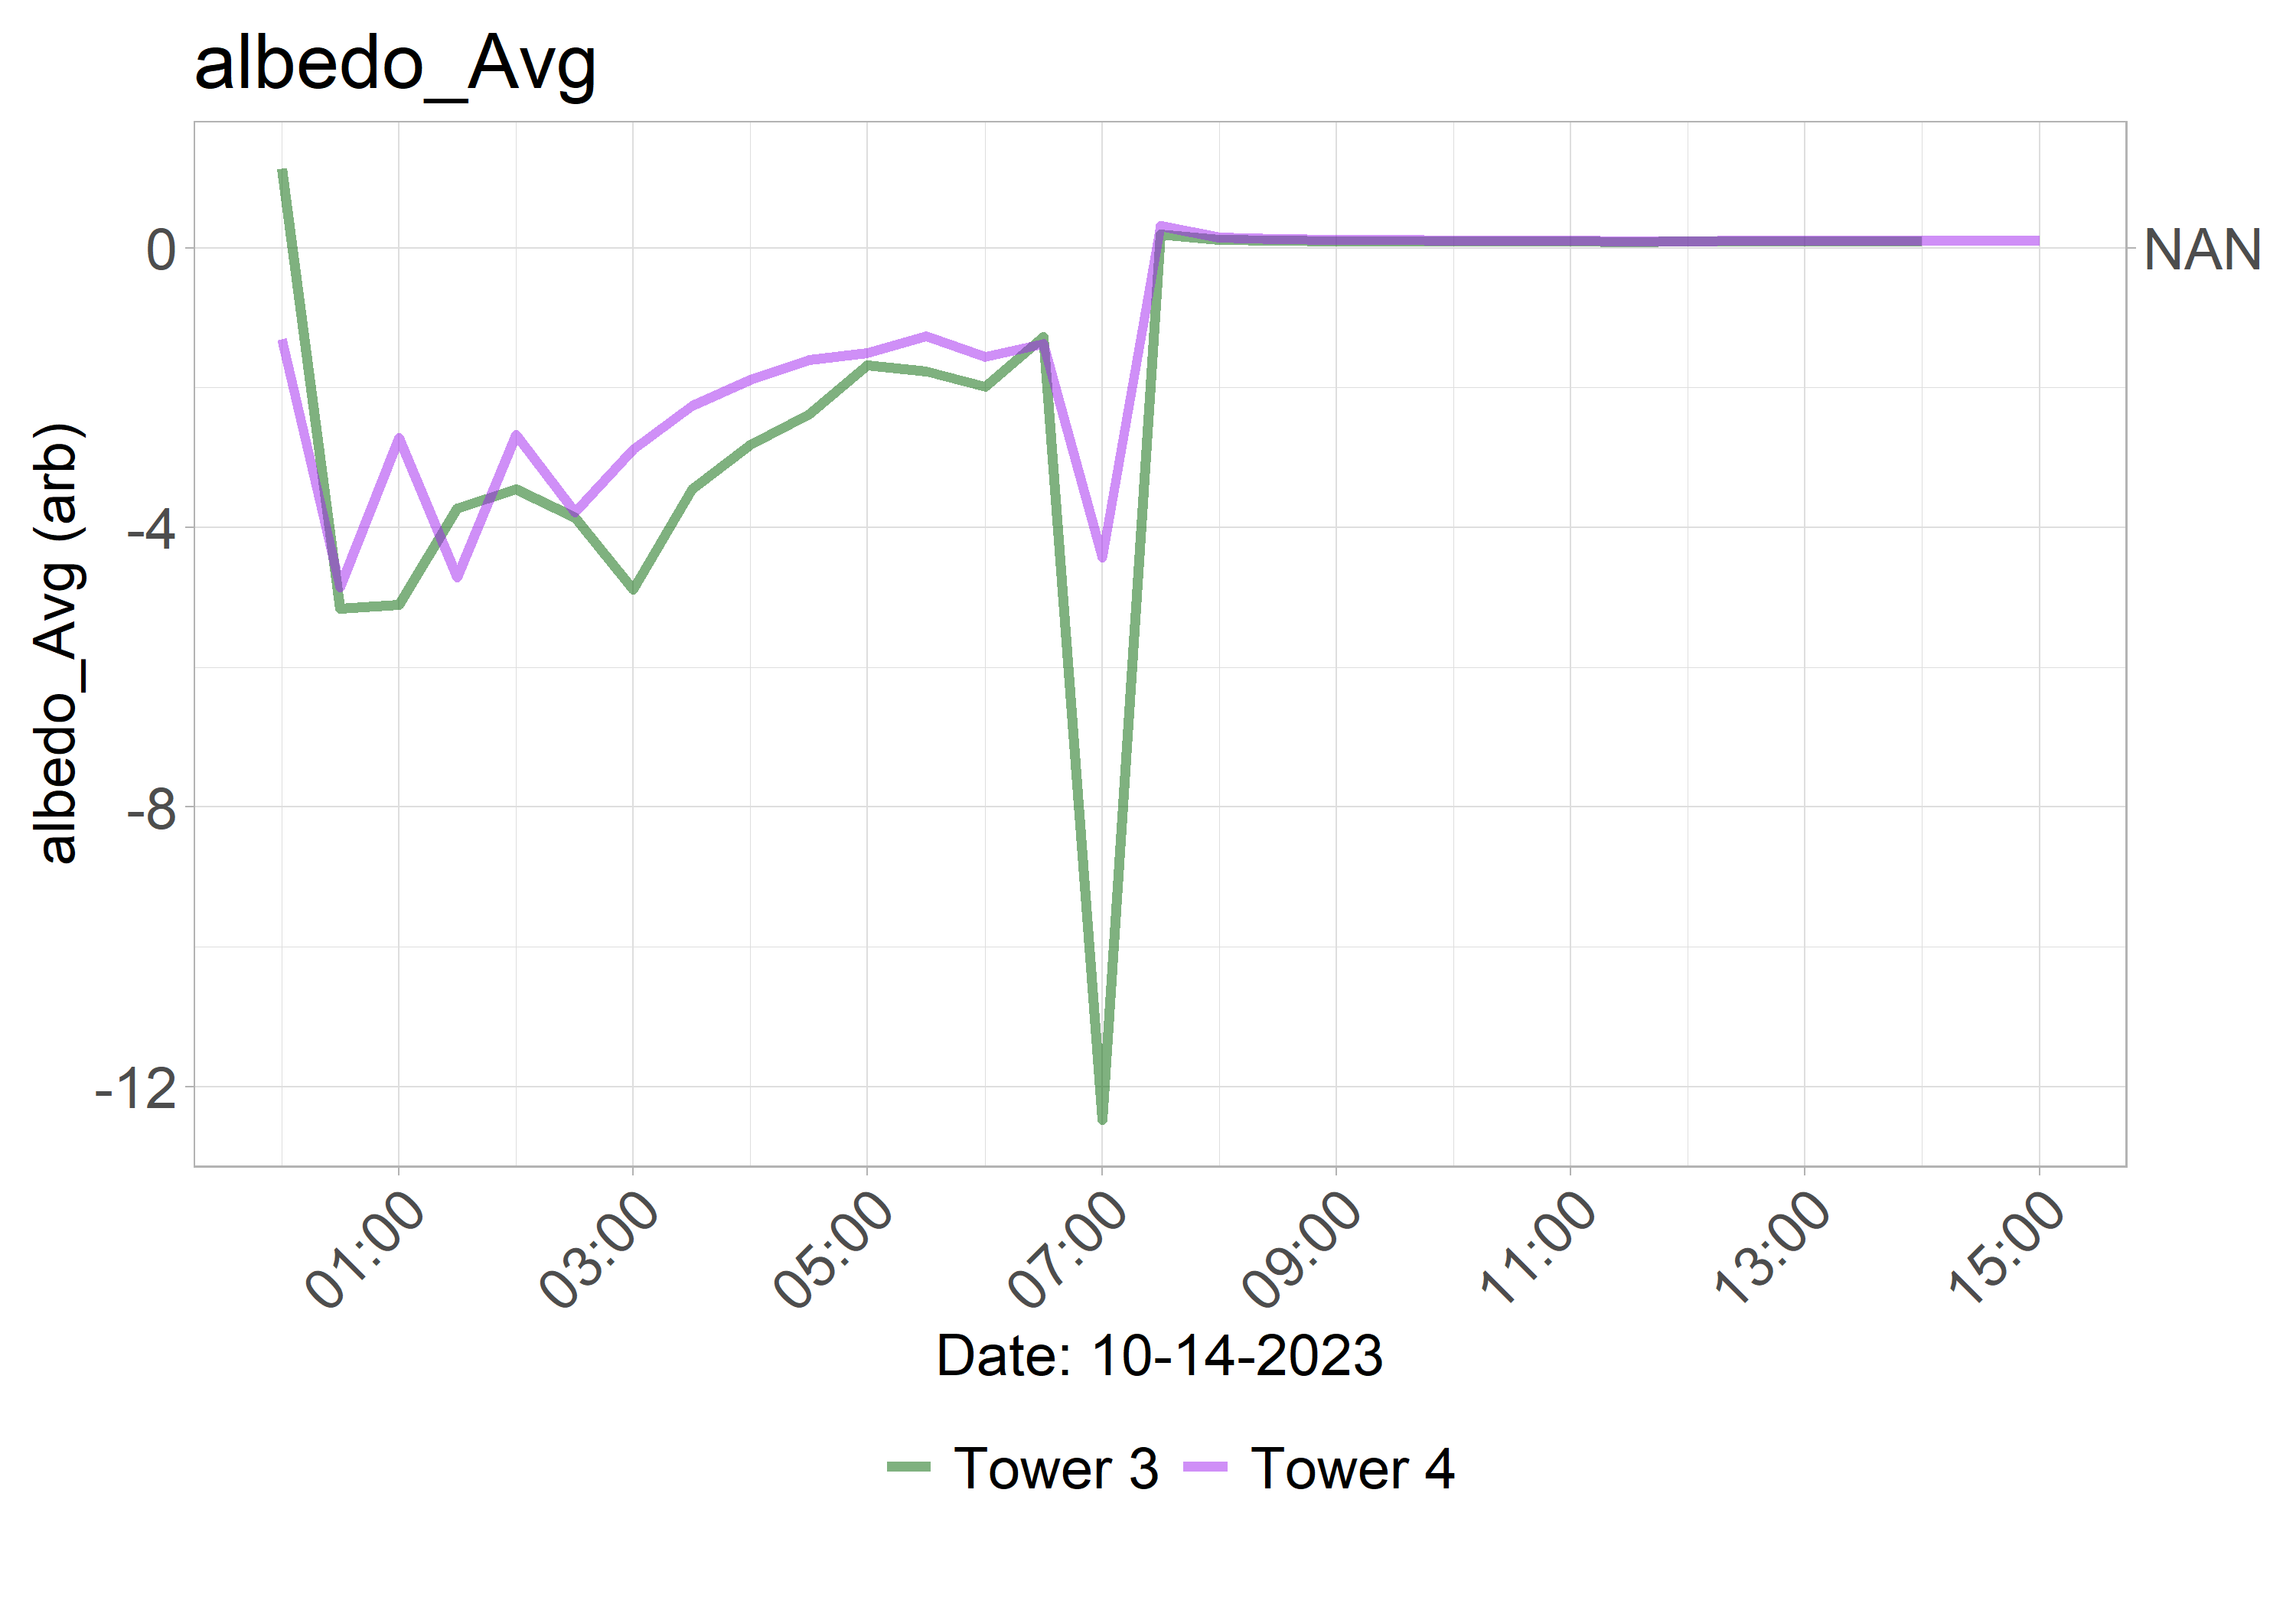 albedo_Avg
albedo_Avg (arb)
0
-4
-8
-12
NAN
01:00
03:00
05:00
07:00
09:00
11:00
13:00
15:00
Date: 10-14-2023
Tower 3
Tower 4